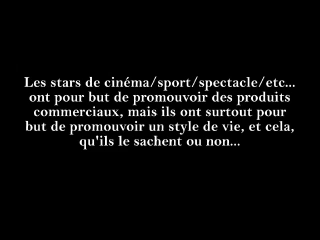 Les stars de cinéma/sport/spectacle/etc...
ont pour but de promouvoir des produits
commerciaux, mais ils ont surtout pour
but de promouvoir un style de vie, et cela,
qu'ils le sachent ou non...